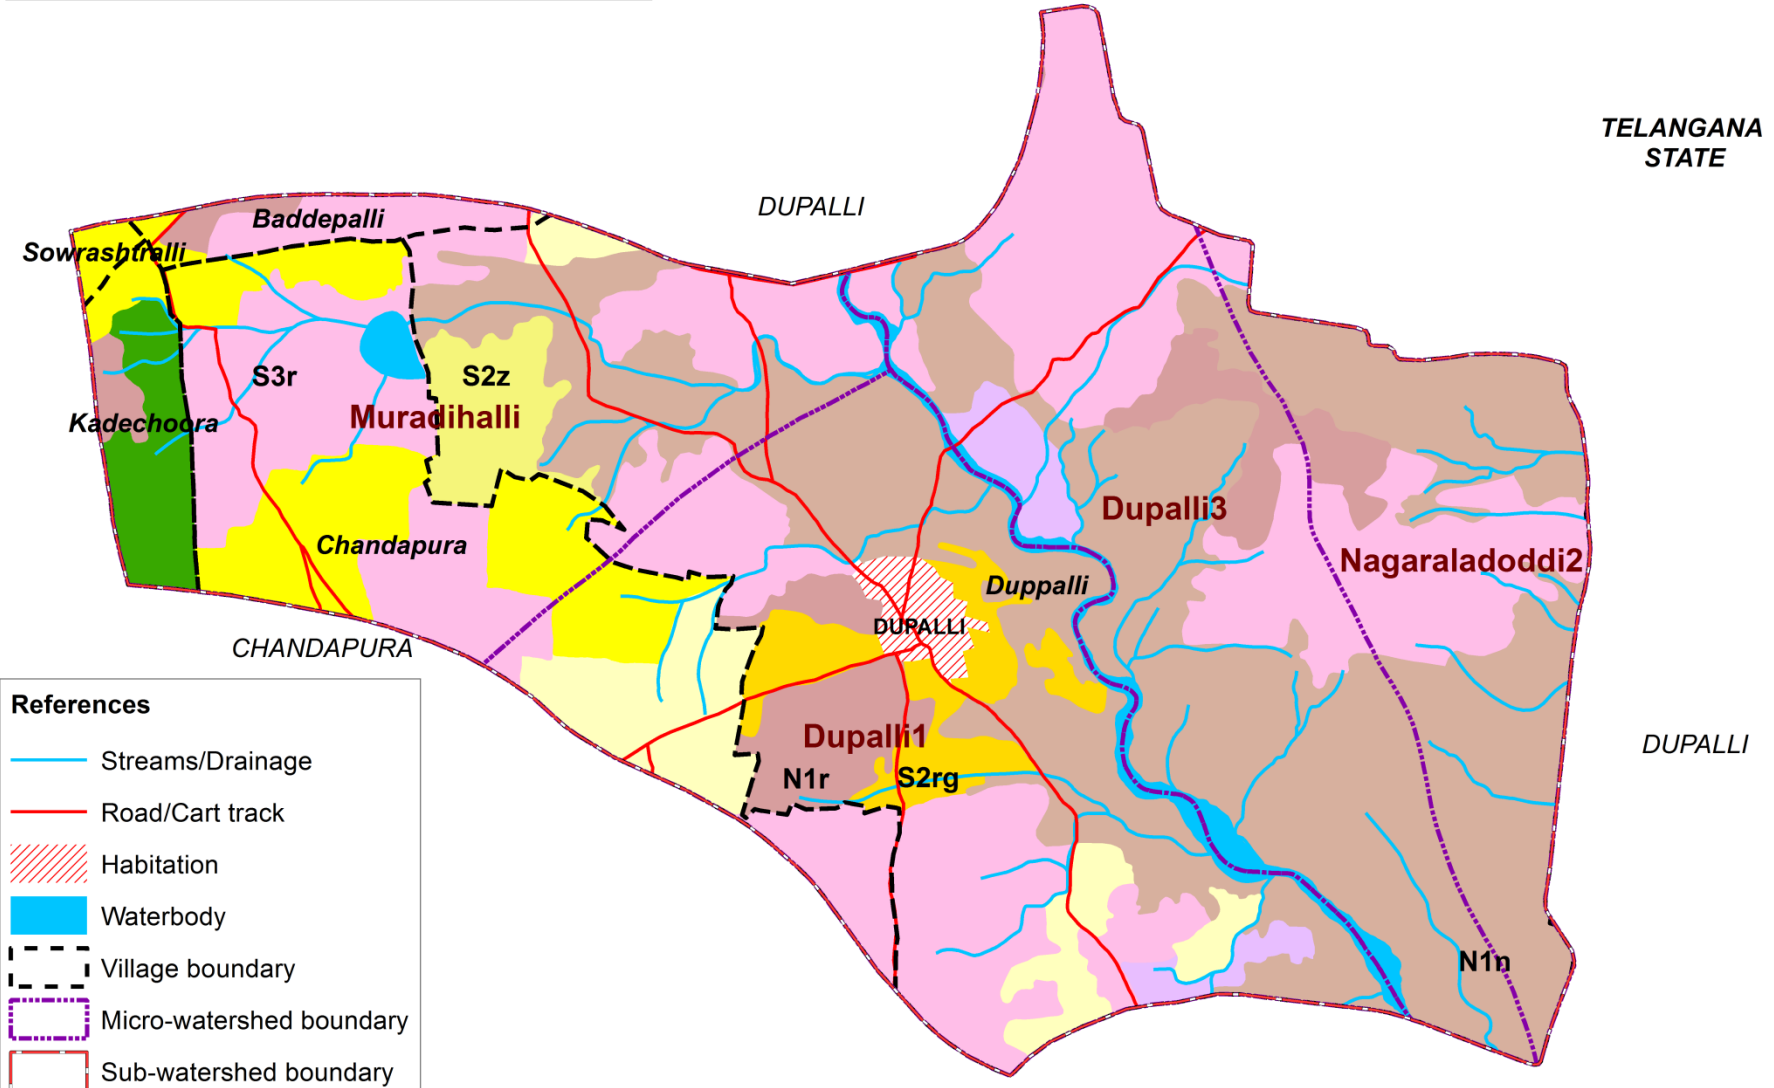 TELANGANA
STATE
DUPALLI
Baddepalli
Sowrashtralli
S3r
S2z
Muradihalli
Kadechoora
Dupalli3
Chandapura
Nagaraladoddi2
Duppalli
DUPALLI
CHANDAPURA
Dupalli1
DUPALLI
N1r
S2rg
N1n
References
Streams/Drainage
Road/Cart track
Habitation
Waterbody
Village boundary
Micro-watershed boundary
Sub-watershed boundary